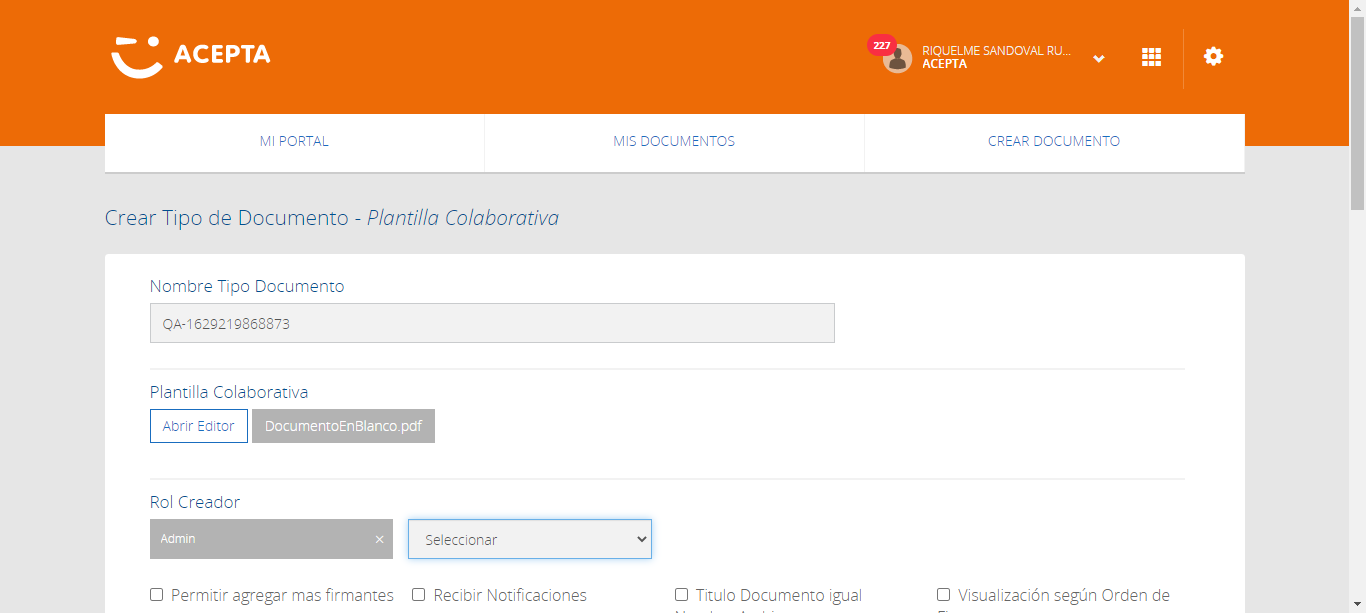 ACEPTA
227
RIQUELME SANDOVAL RU...
ACEPTA
MI PORTAL
MIS DOCUMENTOS
CREAR DOCUMENTO
Crear Tipo de Documento - Plantilla Colaborativa
Nombre Tipo Documento
QA-1629219868873
Plantilla Colaborativa
Abrir Editor
DocumentoEnBlanco.pdf
Rol Creador
Admin ×
Seleccionar
Permitir agregar mas firmantes
Recibir Notificaciones
Titulo Documento igual
Visualización según Orden de